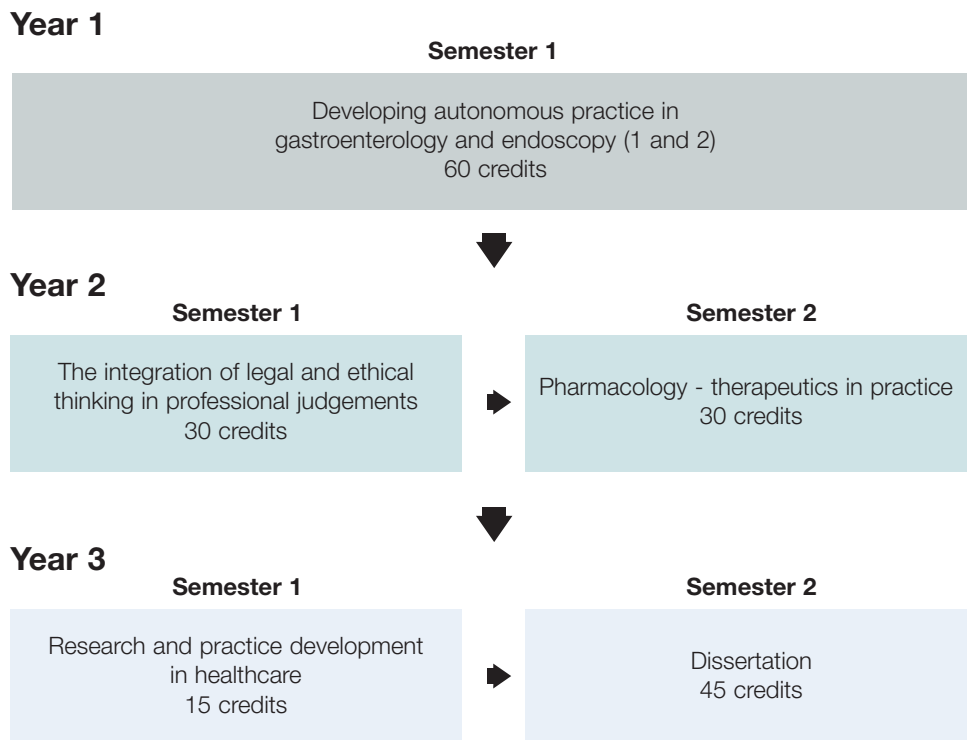 Year 1
Semester 1
Developing autonomous practice in
gastroenterology and endoscopy (1 and 2)
60 credits
Year 2
Semester 1
The integration of legal and ethical
thinking in professional judgements
30 credits
Semester 2
Pharmacology - therapeutics in practice
30 credits
Year 3
Semester 1
Research and practice development
in healthcare
15 credits
Semester 2
Dissertation
45 credits